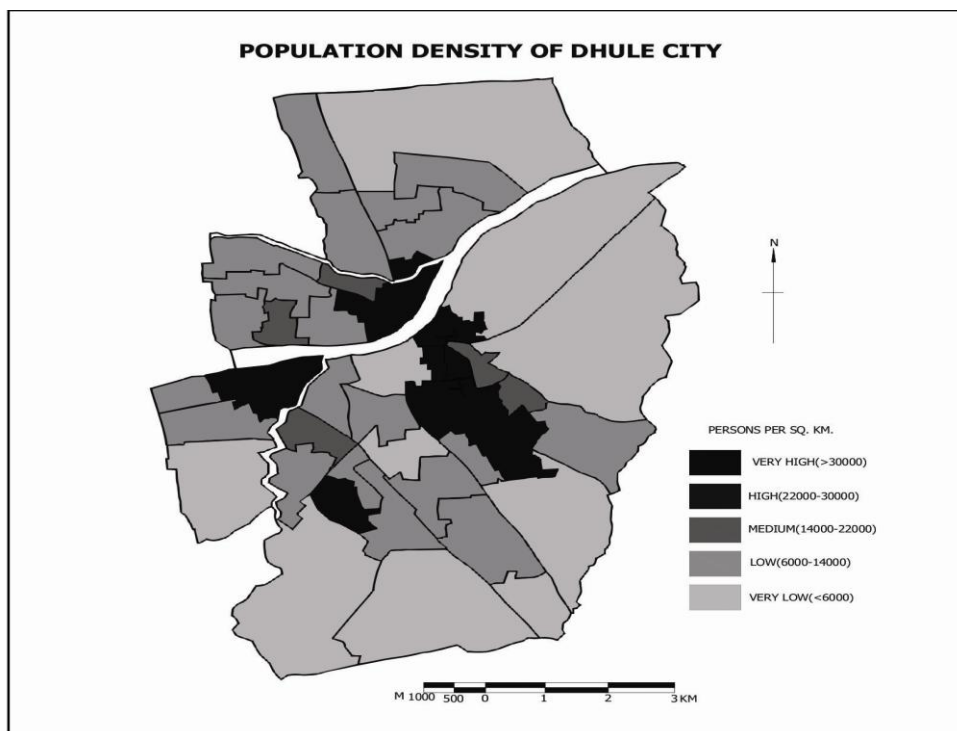 POPULATION DENSITY OF DHULE CITY
N
PERSONS PER SQ. KM.
VERY HIGH(>30000)
HIGH(22000-30000)
MEDIUM(14000-22000)
LOW(6000-14000)
VERY LOW(<6000)
M 1000 500 0 1 2 3 KM